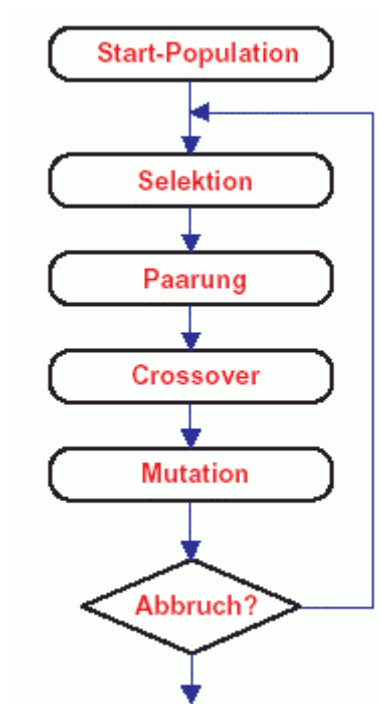 Start-Population
Selektion
Paarung
Crossover
Mutation
Abbruch?